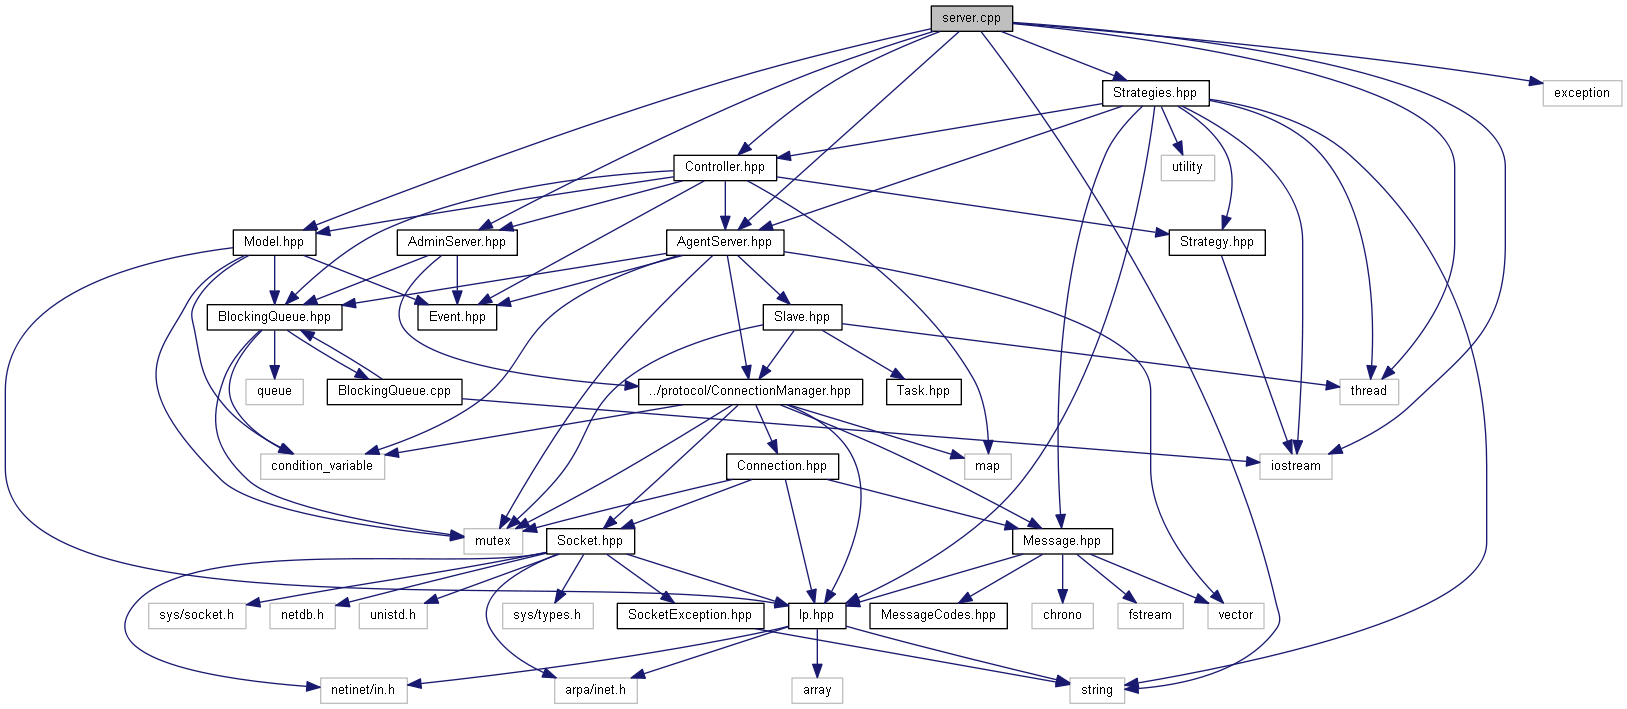 server.cpp
Strategies.hpp
exception
Controller.hpp
utility
Model.hpp
AdminServer.hpp
AgentServer.hpp
Strategy.hpp
BlockingQueue.hpp
Event.hpp
Slave.hpp
queue
BlockingQueue.cpp
../protocol/ConnectionManager.hpp
Task.hpp
thread
condition_variable
Connection.hpp
map
iostream
mutex
Socket.hpp
Message.hpp
sys/socket.h
netdb.h
unistd.h
sys/types.h
SocketException.hpp
Ip.hpp
MessageCodes.hpp
chrono
fstream
vector
netinet/in.h
arpa/inet.h
array
string